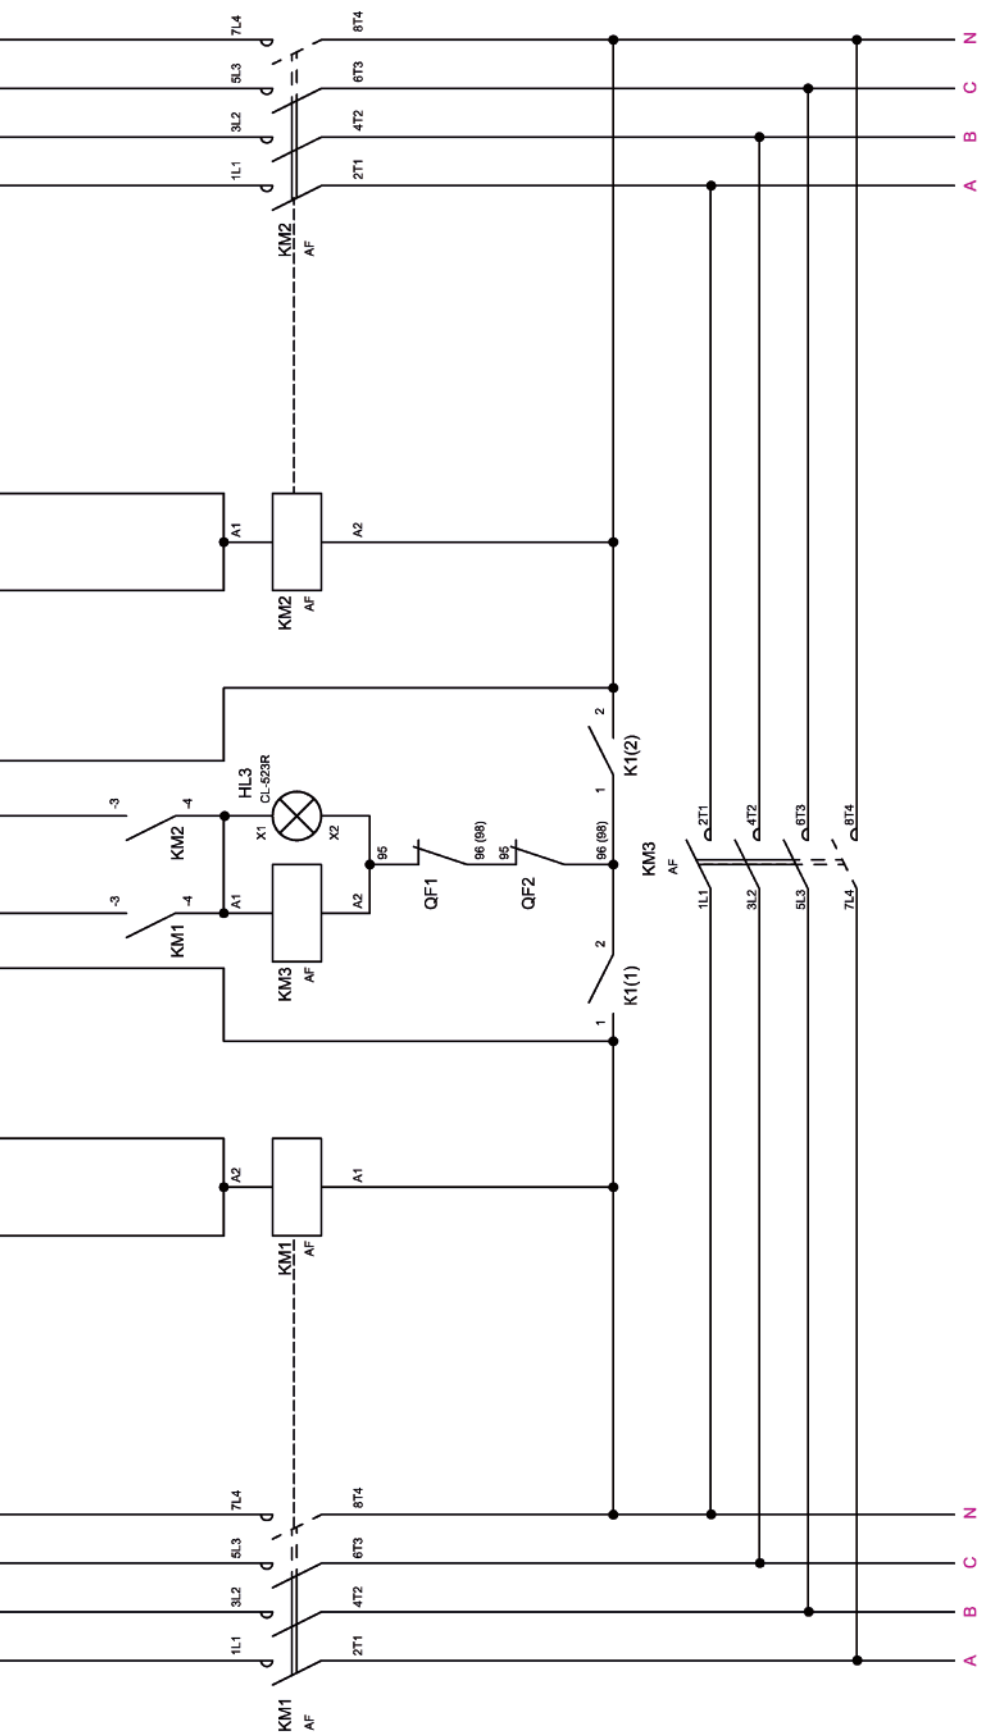 7L4
8T4
N
5L3
6T3
C
3L2
4T2
B
1L1
2T1
A
KM2
AF
A1
A2
KM2
AF
2
K1(2)
1
HL3
CL-523R
-3
-4
X1
X2
KM2
95
96 (98)
95
96 (98)
QF1
QF2
KM3
AF
2T1
4T2
6T3
8T4
1L1
3L2
5L3
7L4
-3
-4
A1
A2
KM1
KM3
AF
2
K1(1)
1
A2
A1
KM1
AF
7L4
8T4
N
5L3
6T3
C
3L2
4T2
B
1L1
2T1
A
KM1
AF